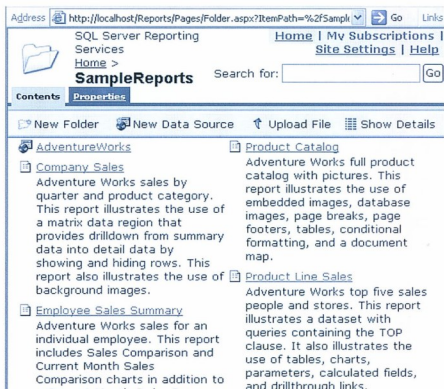 Address http://localhost/Reports/Pages/Folder.aspx?ItemPath=%2fSampl Go Links
SQL Server Reporting
Services
Home | My Subscriptions |
Site Settings | Help
Home >
SampleReports
Search for: Go
Contents Properties
New Folder New Data Source Upload File Show Details
AdventureWorks
Company Sales
Adventure Works sales by
quarter and product category.
This report illustrates the use of
a matrix data region that
provides drilldown from summary
data into detail data by
showing and hiding rows. This
report also illustrates the use of
background images.
Employee Sales Summary
Adventure Works sales for an
individual employee. This report
includes Sales Comparison and
Current Month Sales
Comparison charts in addition to
Product Catalog
Adventure Works full product
catalog with pictures. This
report illustrates the use of
embedded images, database
images, page breaks, page
footers, tables, conditional
formatting, and a document
map.
Product Line Sales
Adventure Works top five sales
people and stores. This report
illustrates a dataset with
queries containing the TOP
clause. It also illustrates the
use of tables, charts,
parameters, calculated fields,
and drillthrough links.